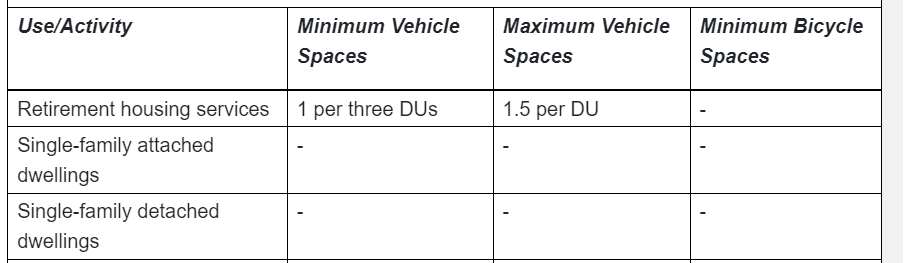 Use/Activity
Minimum Vehicle
Spaces
Maximum Vehicle
Spaces
Minimum Bicycle
Spaces
Retirement housing services
1 per three DUs
1.5 per DU
-
Single-family attached
dwellings
-
-
-
Single-family detached
dwellings
-
-
-